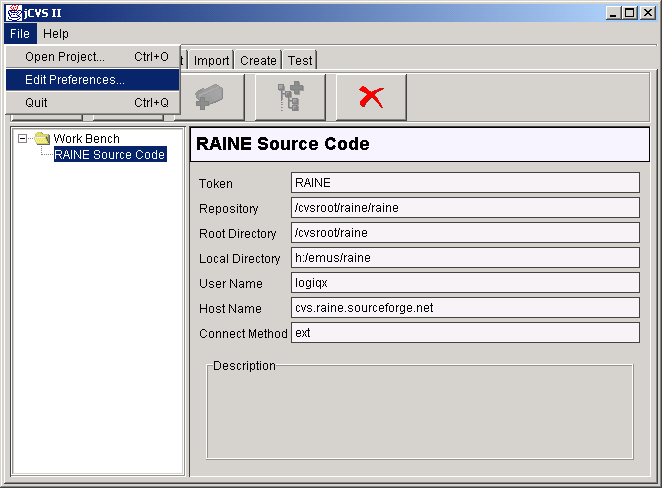 jCVS II
File Help
Open Project... Ctrl+O
Edit Preferences...
Quit Ctrl+Q
Import Create Test
Work Bench
RAINE Source Code
RAINE Source Code
Token RAINE
Repository /cvsroot/raine/raine
Root Directory /cvsroot/raine
Local Directory h:/emus/raine
User Name logiqx
Host Name cvs.raine.sourceforge.net
Connect Method ext
Description